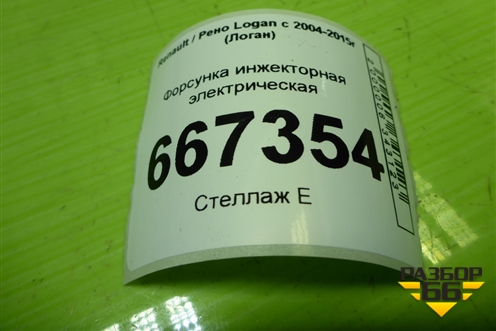 Renault / Рено Logan с 2004-2015г
(Логан)
Форсунка инжекторная
электрическая
667354
Стеллаж Е
РАЗБОР
66